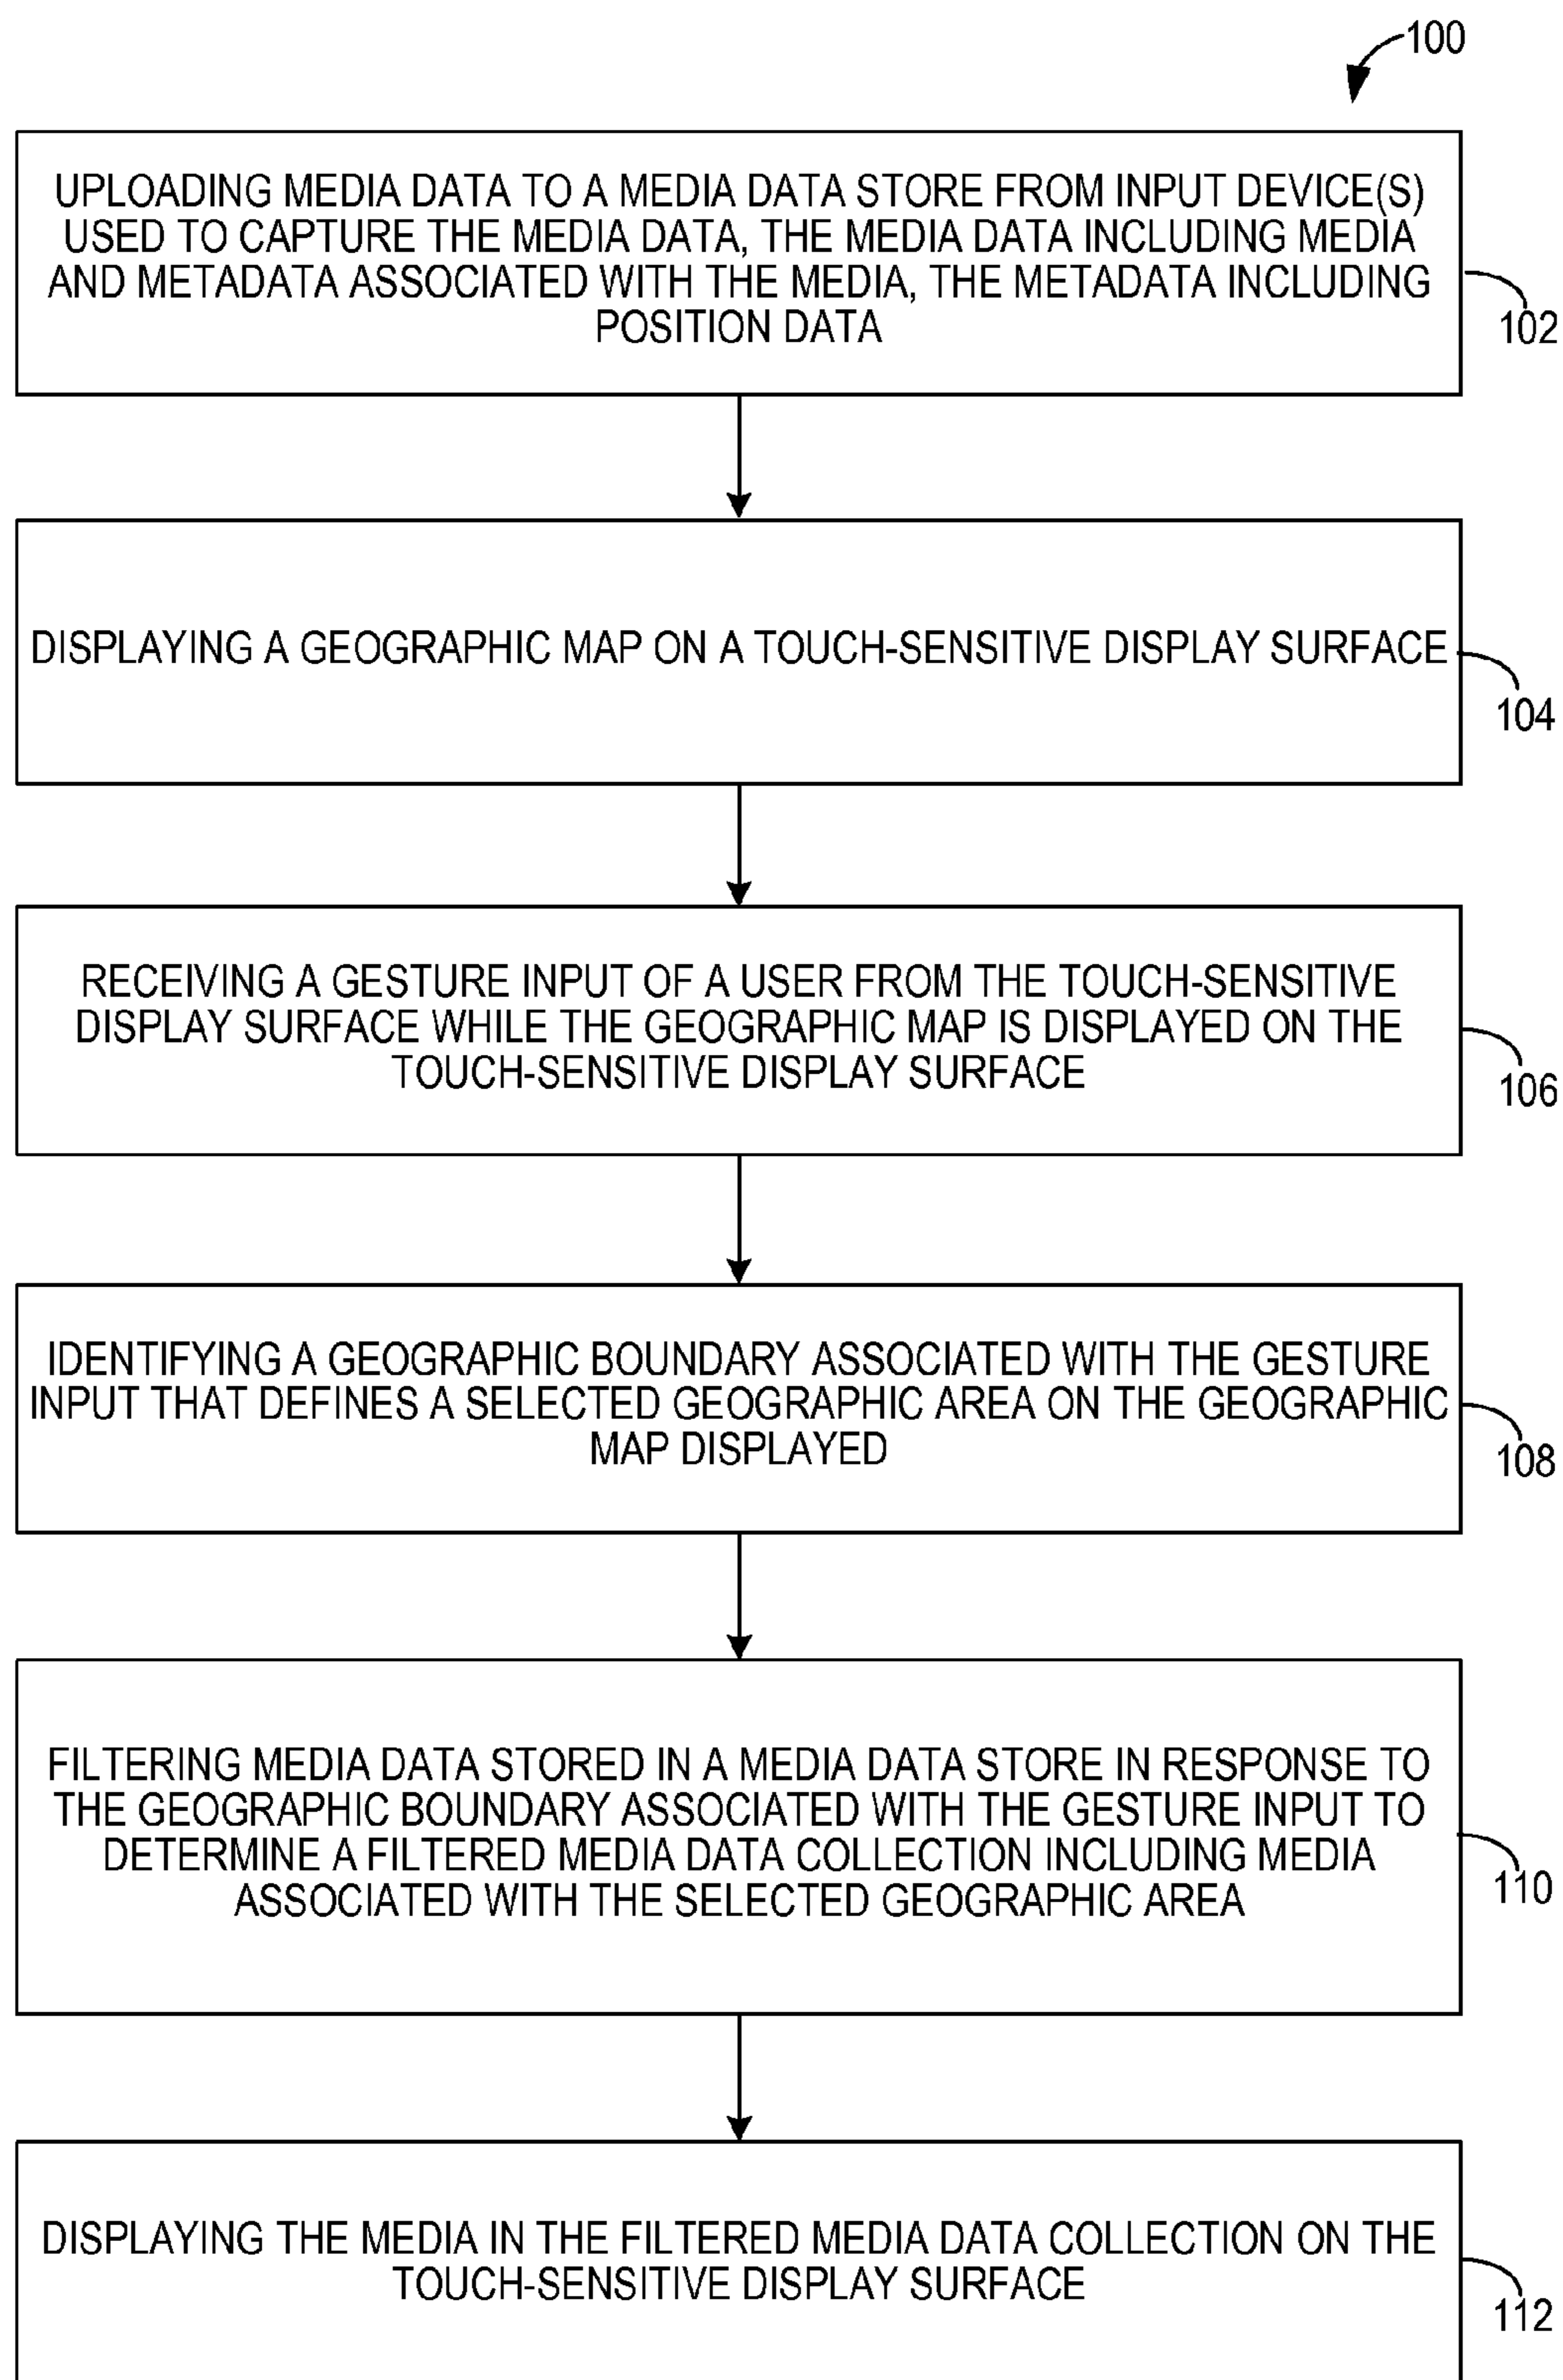 100
UPLOADING MEDIA DATA TO A MEDIA DATA STORE FROM INPUT DEVICE(S)
USED TO CAPTURE THE MEDIA DATA, THE MEDIA DATA INCLUDING MEDIA
AND METADATA ASSOCIATED WITH THE MEDIA, THE METADATA INCLUDING
POSITION DATA
102
DISPLAYING A GEOGRAPHIC MAP ON A TOUCH-SENSITIVE DISPLAY SURFACE
104
RECEIVING A GESTURE INPUT OF A USER FROM THE TOUCH-SENSITIVE
DISPLAY SURFACE WHILE THE GEOGRAPHIC MAP IS DISPLAYED ON THE
TOUCH-SENSITIVE DISPLAY SURFACE
106
IDENTIFYING A GEOGRAPHIC BOUNDARY ASSOCIATED WITH THE GESTURE
INPUT THAT DEFINES A SELECTED GEOGRAPHIC AREA ON THE GEOGRAPHIC
MAP DISPLAYED
108
FILTERING MEDIA DATA STORED IN A MEDIA DATA STORE IN RESPONSE TO
THE GEOGRAPHIC BOUNDARY ASSOCIATED WITH THE GESTURE INPUT TO
DETERMINE A FILTERED MEDIA DATA COLLECTION INCLUDING MEDIA
ASSOCIATED WITH THE SELECTED GEOGRAPHIC AREA
110
DISPLAYING THE MEDIA IN THE FILTERED MEDIA DATA COLLECTION ON THE
TOUCH-SENSITIVE DISPLAY SURFACE
112